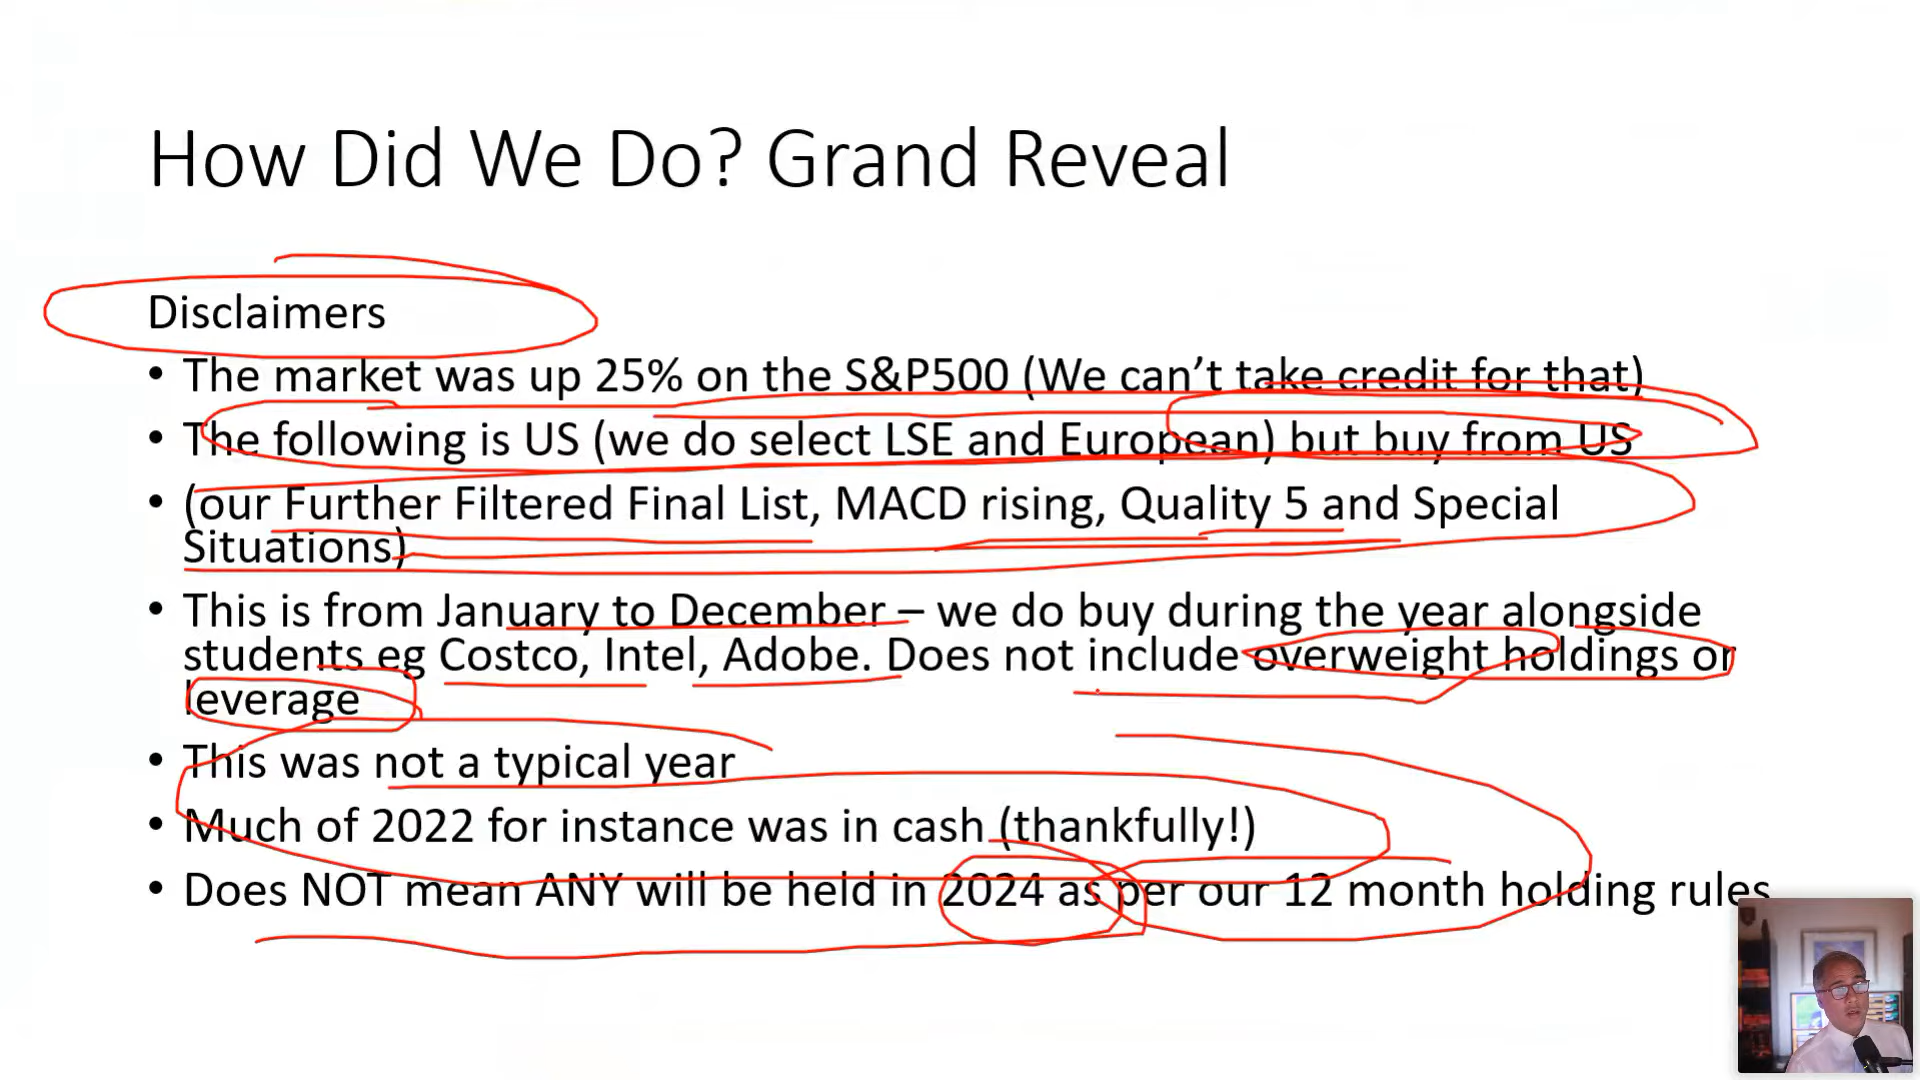 How Did We Do? Grand Reveal
Disclaimers
• The market was up 25% on the S&P500 (We can’t take credit for that)
• The following is US (we do select LSE and European) but buy from US
• (our Further Filtered Final List, MACD rising, Quality 5 and Special
Situations)
• This is from January to December – we do buy during the year alongside
students eg Costco, Intel, Adobe. Does not include overweight holdings or
leverage
• This was not a typical year
• Much of 2022 for instance was in cash (thankfully!)
• Does NOT mean ANY will be held in 2024 as per our 12 month holding rules